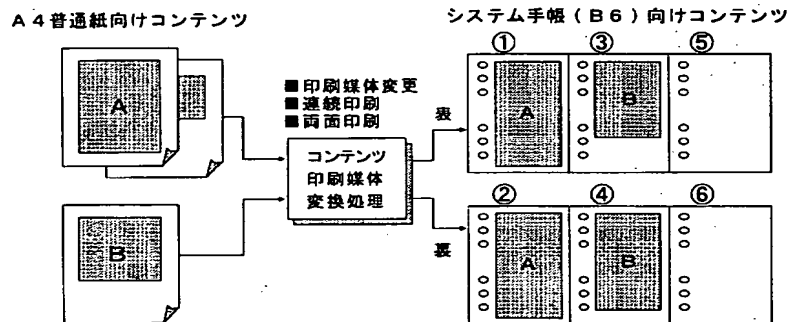 A4普通紙向けコンテンツ
システム手帳(B6)向けコンテンツ
① ③ ⑤
A
■印刷媒体変更
■連続印刷
■両面印刷
表
A B
コンテンツ
印刷媒体
変換処理
② ④ ⑥
B
裏
A B